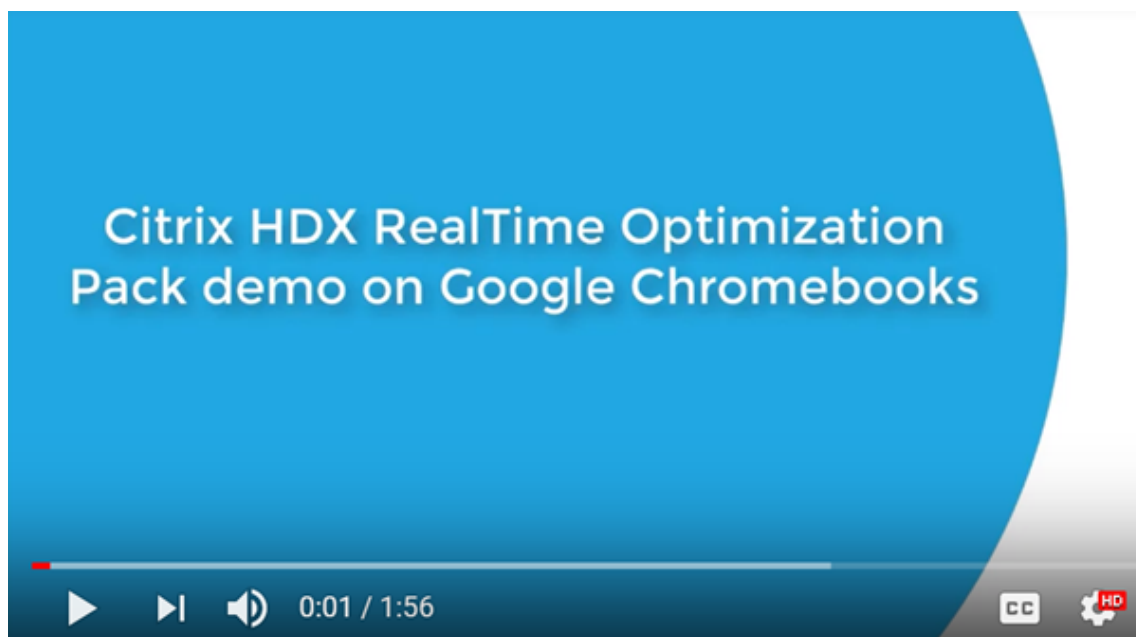 Citrix HDX RealTime Optimization
Pack demo on Google Chromebooks
0:01 / 1:56
CC
HD